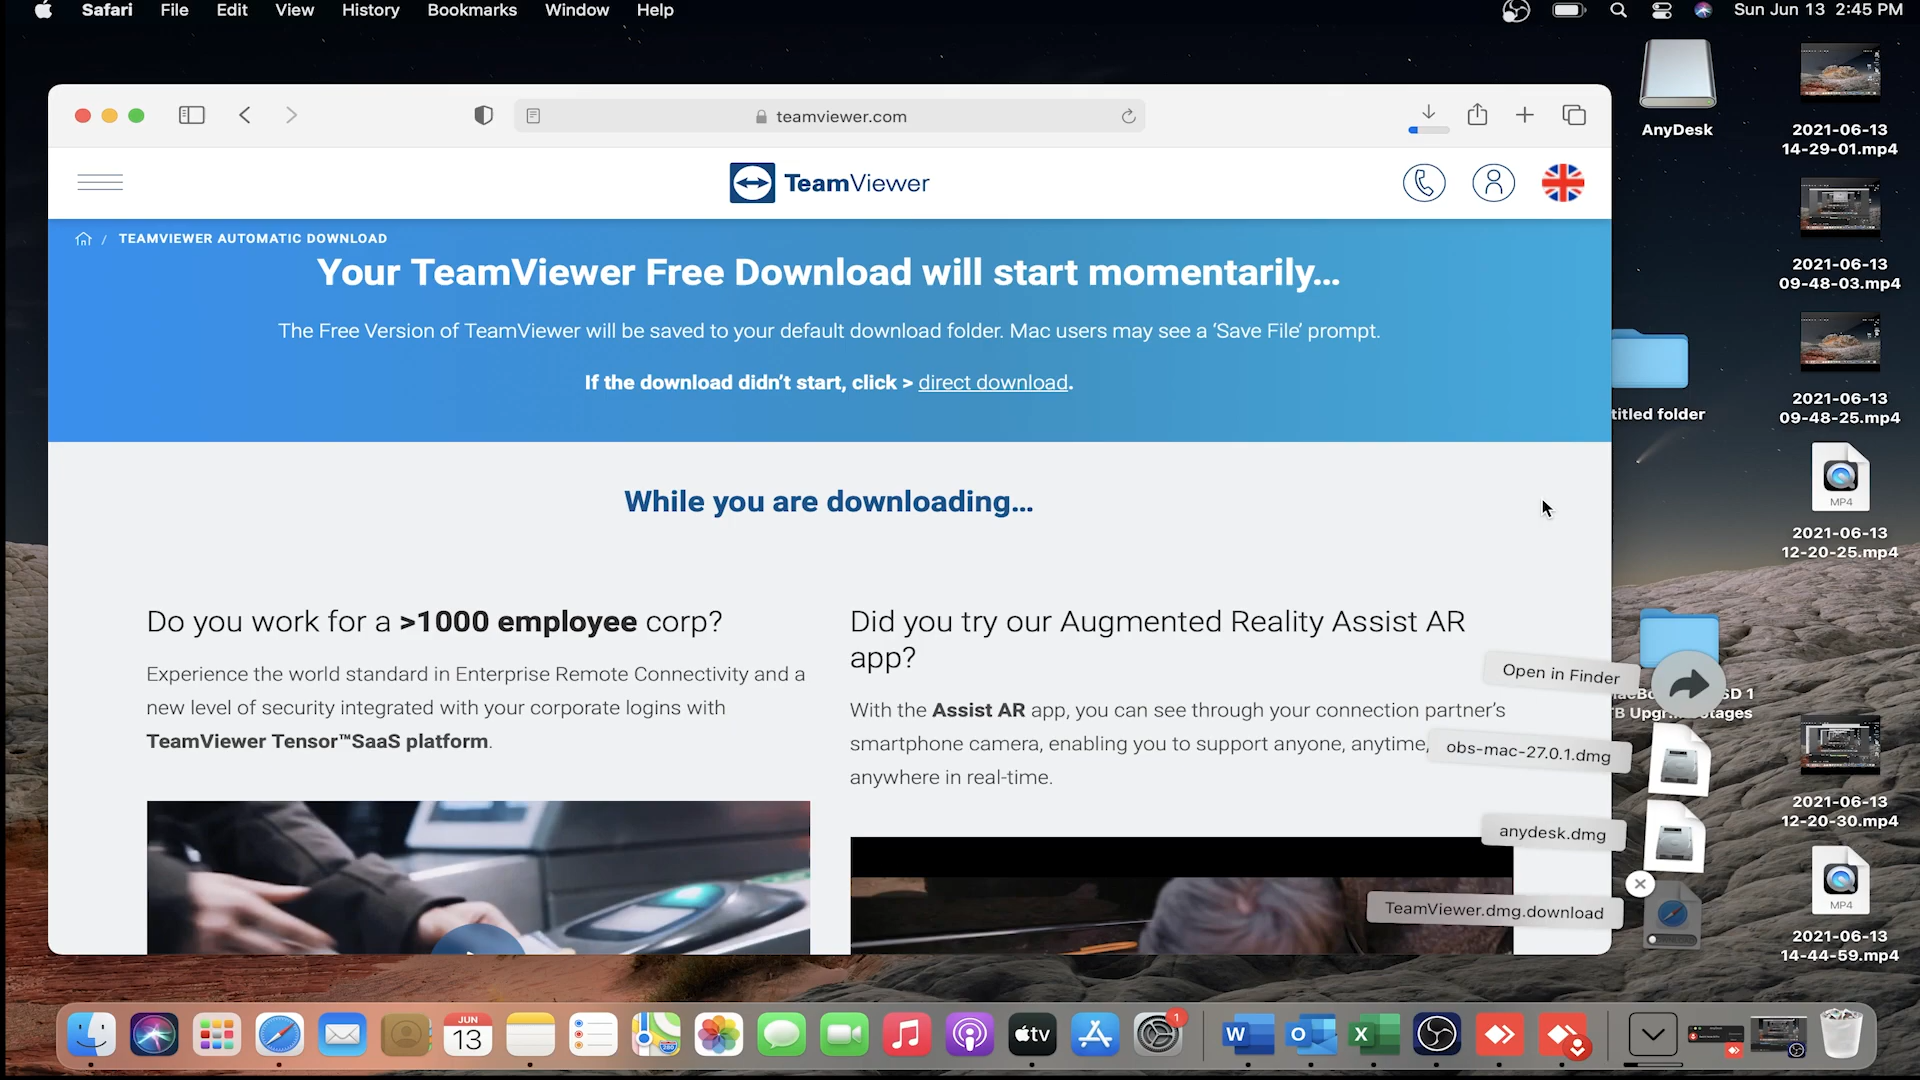 Safari File Edit View History Bookmarks Window Help
Sun Jun 13 2:45 PM
teamviewer.com
TeamViewer
TEAMVIEWER AUTOMATIC DOWNLOAD
Your TeamViewer Free Download will start momentarily...
The Free Version of TeamViewer will be saved to your default download folder. Mac users may see a ‘Save File’ prompt.
If the download didn’t start, click > direct download.
While you are downloading...
Do you work for a >1000 employee corp?
Experience the world standard in Enterprise Remote Connectivity and a
new level of security integrated with your corporate logins with
TeamViewer Tensor™SaaS platform.
Did you try our Augmented Reality Assist AR
app?
With the Assist AR app, you can see through your connection partner’s
smartphone camera, enabling you to support anyone, anytime,
anywhere in real-time.
Open in Finder
obs-mac-27.0.1.dmg
anydesk.dmg
TeamViewer.dmg.download
AnyDesk
titled folder
SD 1
TB Upgr...otages
2021-06-13
14-29-01.mp4
2021-06-13
09-48-03.mp4
2021-06-13
09-48-25.mp4
MP4
2021-06-13
12-20-25.mp4
2021-06-13
12-20-30.mp4
MP4
2021-06-13
14-44-59.mp4
JUN
13
tv
1
W
O
X